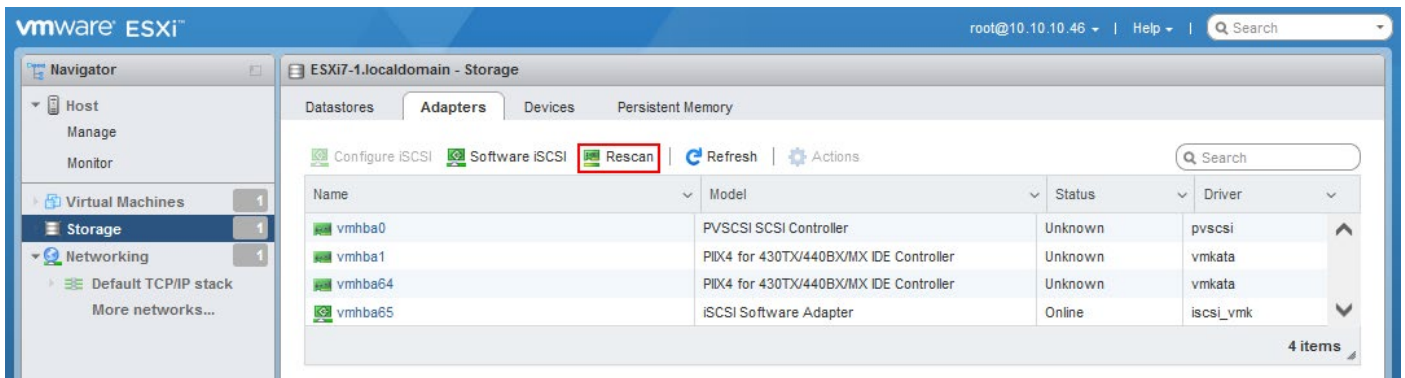 vmware ESXi™
root@10.10.10.46 | Help | Search
Navigator
Host
Manage
Monitor
Virtual Machines 1
Storage 1
Networking 1
Default TCP/IP stack
More networks...
ESXi7-1.localdomain - Storage
Datastores Adapters Devices Persistent Memory
Configure iSCSI Software iSCSI Rescan | Refresh | Actions Search
Name Model Status Driver
vmhba0 PVSCSI SCSI Controller Unknown pvscsi
vmhba1 PIIX4 for 430TX/440BX/MX IDE Controller Unknown vmkata
vmhba64 PIIX4 for 430TX/440BX/MX IDE Controller Unknown vmkata
vmhba65 iSCSI Software Adapter Online iscsi_vmk
4 items